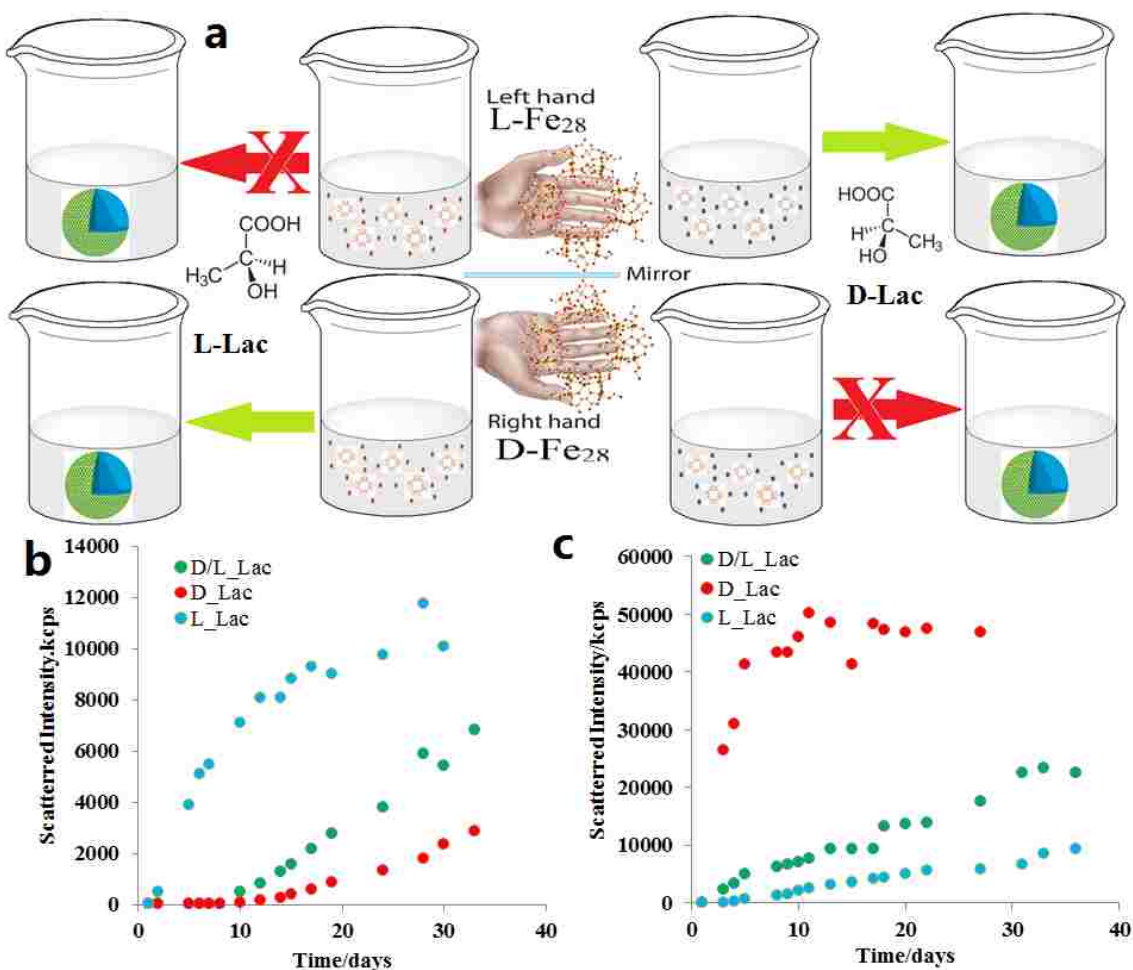 a
Left hand
L-Fe28
X
COOH
H3C
C
H
OH
L-Lac
HOOC
C
H
CH3
HO
D-Lac
Mirror
Right hand
D-Fe28
X
b
14000
12000
10000
8000
6000
4000
2000
0
0
10
20
30
40
D/L_Lac
D_Lac
L_Lac
Scatterred Intensity.kcps
Time/days
c
60000
50000
40000
30000
20000
10000
0
0
10
20
30
40
D/L_Lac
D_Lac
L_Lac
Scatterred Intensity/kcps
Time/days